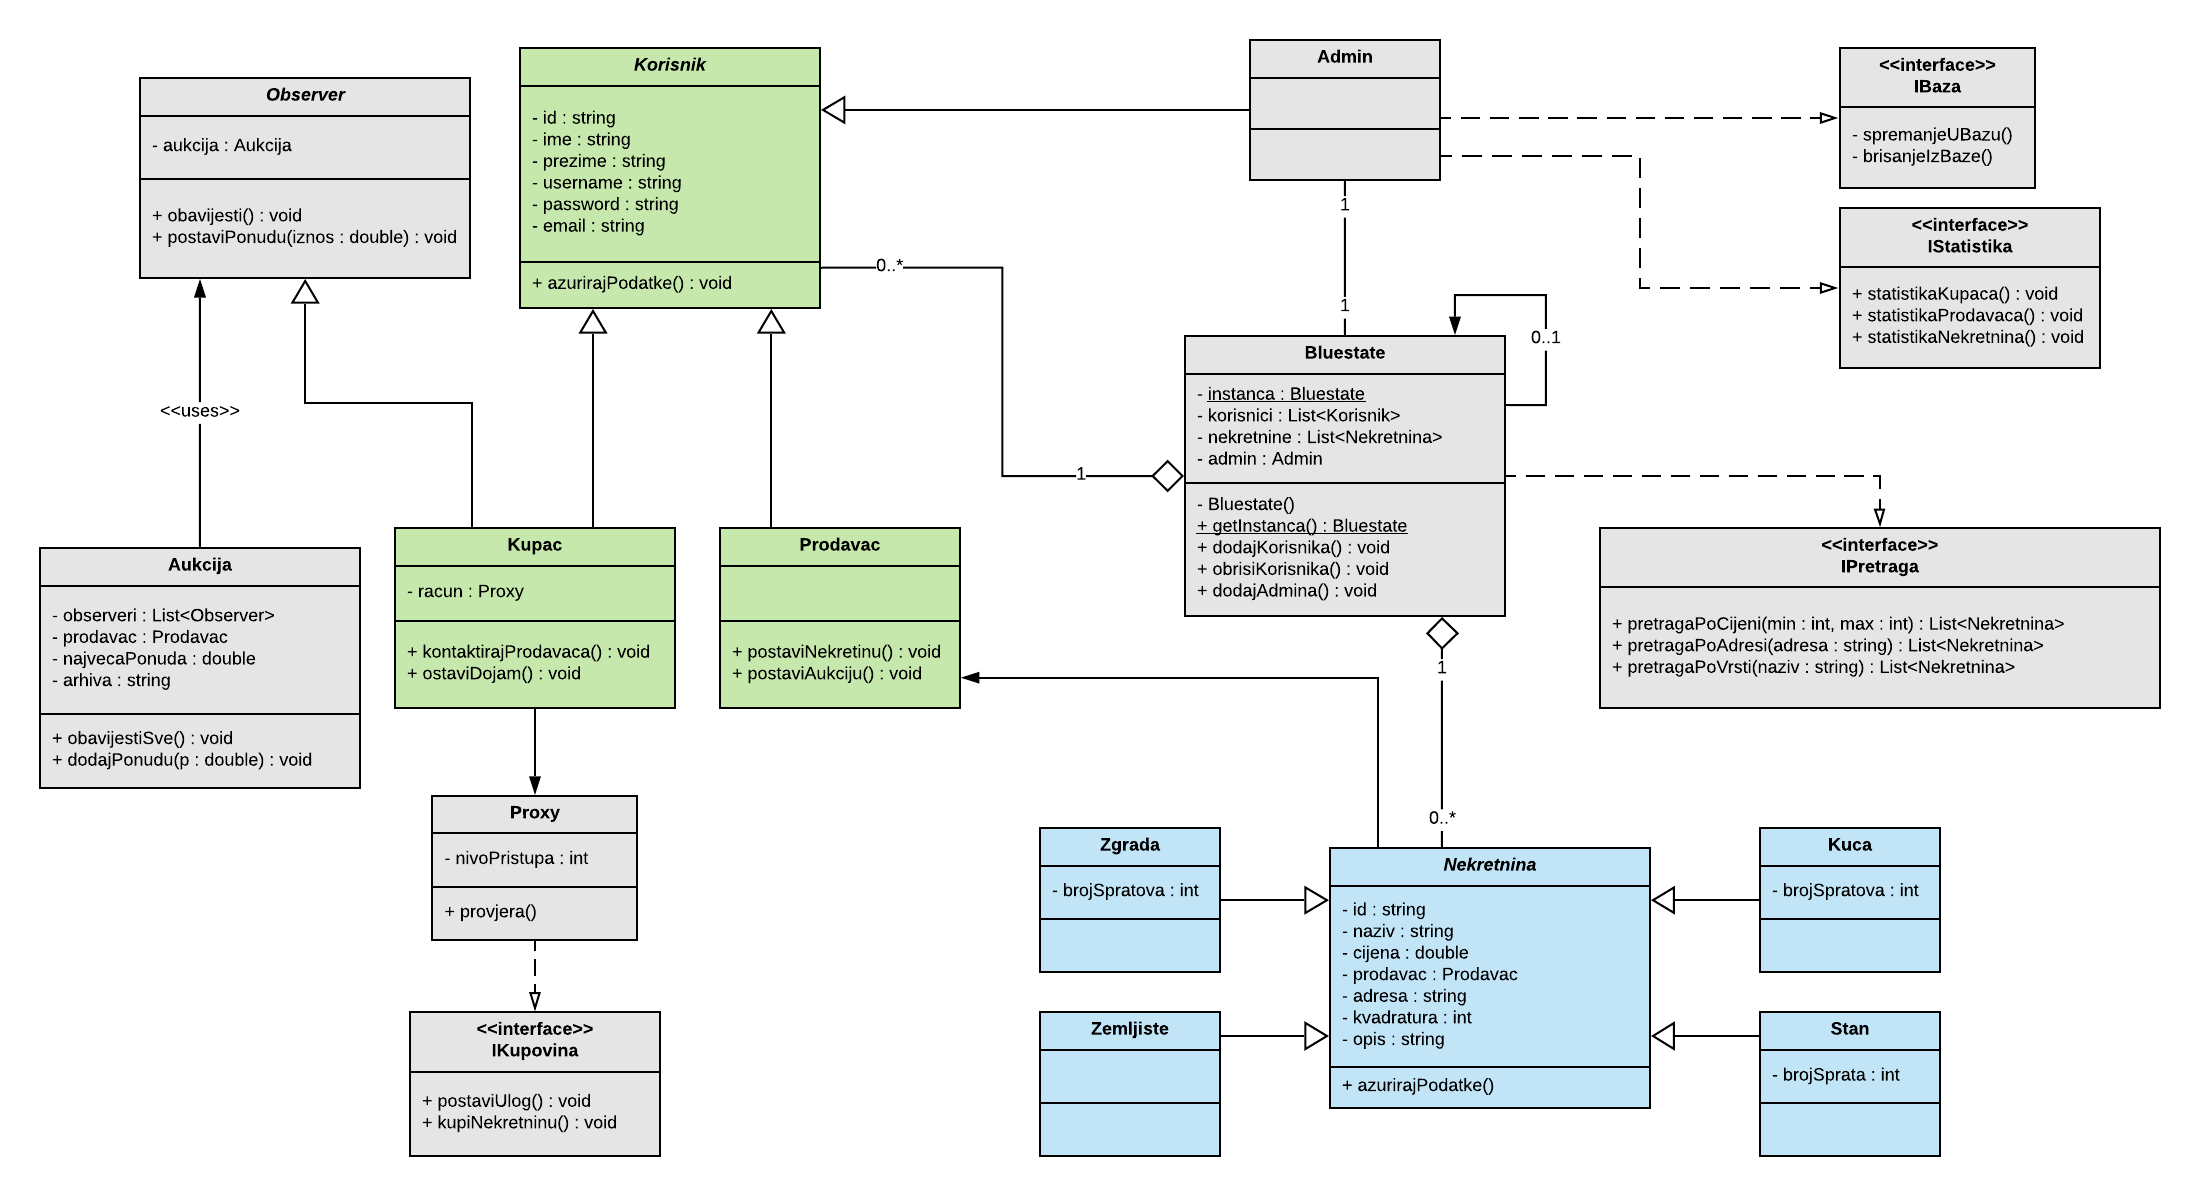 Observer
- aukcija : Aukcija
+ obavijesti() : void
+ postaviPonudu(iznos : double) : void
Korisnik
- id : string
- ime : string
- prezime : string
- username : string
- password : string
- email : string
+ azurirajPodatke() : void
Admin
<<interface>>
IBaza
- spremanjeUBazu()
- brisanjeIzBaze()
<<interface>>
IStatistika
+ statistikaKupaca() : void
+ statistikaProdavaca() : void
+ statistikaNekretnina() : void
1
1
0..*
1
0..1
<<uses>>
Bluestate
- instanca : Bluestate
- korisnici : List<Korisnik>
- nekretnine : List<Nekretnina>
- admin : Admin
- Bluestate()
+ getInstanca() : Bluestate
+ dodajKorisnika() : void
+ obrisiKorisnika() : void
+ dodajAdmina() : void
Aukcija
- observeri : List<Observer>
- prodavac : Prodavac
- najvecaPonuda : double
- arhiva : string
+ obavijestiSve() : void
+ dodajPonudu(p : double) : void
Kupac
- racun : Proxy
+ kontaktirajProdavaca() : void
+ ostaviDojam() : void
Prodavac
+ postaviNekretinu() : void
+ postaviAukciju() : void
<<interface>>
IPretraga
+ pretragaPoCijeni(min : int, max : int) : List<Nekretnina>
+ pretragaPoAdresi(adresa : string) : List<Nekretnina>
+ pretragaPoVrsti(naziv : string) : List<Nekretnina>
1
0..*
Proxy
- nivoPristupa : int
+ provjera()
<<interface>>
IKupovina
+ postaviUlog() : void
+ kupiNekretninu() : void
Zgrada
- brojSpratova : int
Nekretnina
- id : string
- naziv : string
- cijena : double
- prodavac : Prodavac
- adresa : string
- kvadratura : int
- opis : string
+ azurirajPodatke()
Kuca
- brojSpratova : int
Zemljiste
Stan
- brojSprata : int